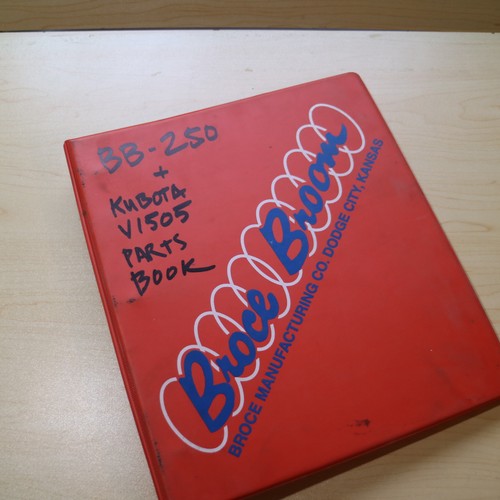 BB-250
+
KUBOTA
V1505
PARTS
BOOK
Broce Broom
BROCE MANUFACTURING CO. DODGE CITY, KANSAS